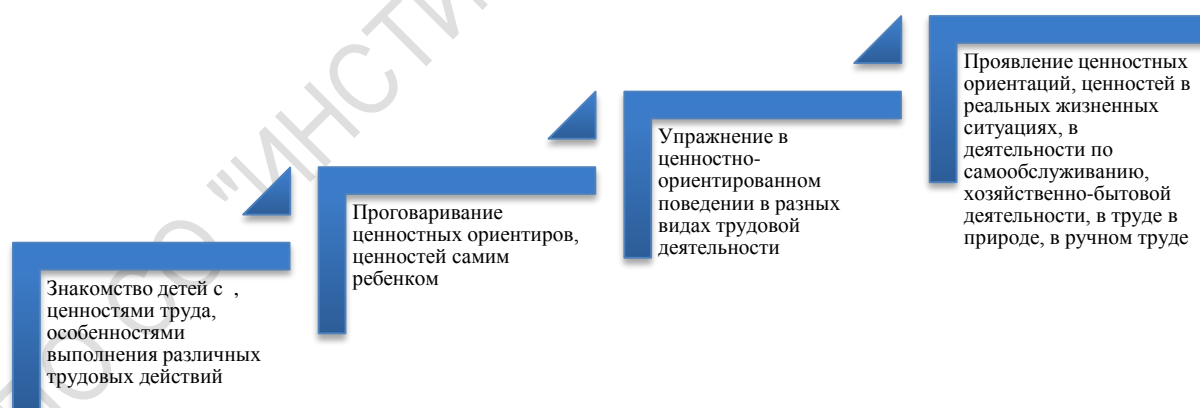 Знакомство детей с ,
ценностями труда,
особенностями
выполнения различных
трудовых действий
Проговаривание
ценностных ориентиров,
ценностей самим
ребенком
Упражнение в
ценностно-
ориентированном
поведении в разных
видах трудовой
деятельности
Проявление ценностных
ориентаций, ценностей в
реальных жизненных
ситуациях, в
деятельности по
самообслуживанию,
хозяйственно-бытовой
деятельности, в труде в
природе, в ручном труде